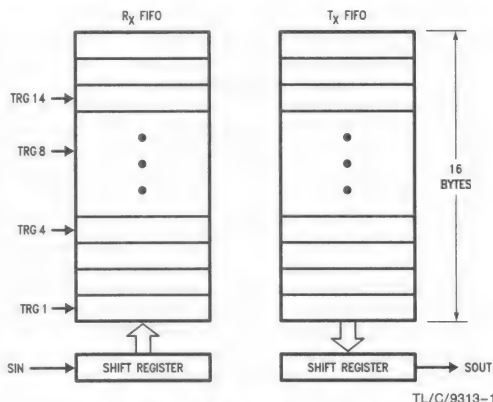 RX FIFO
TX FIFO
TRG 14
TRG 8
TRG 4
TRG 1
16
BYTES
SIN
SHIFT REGISTER
SHIFT REGISTER
SOUT
TL/C/9313-1